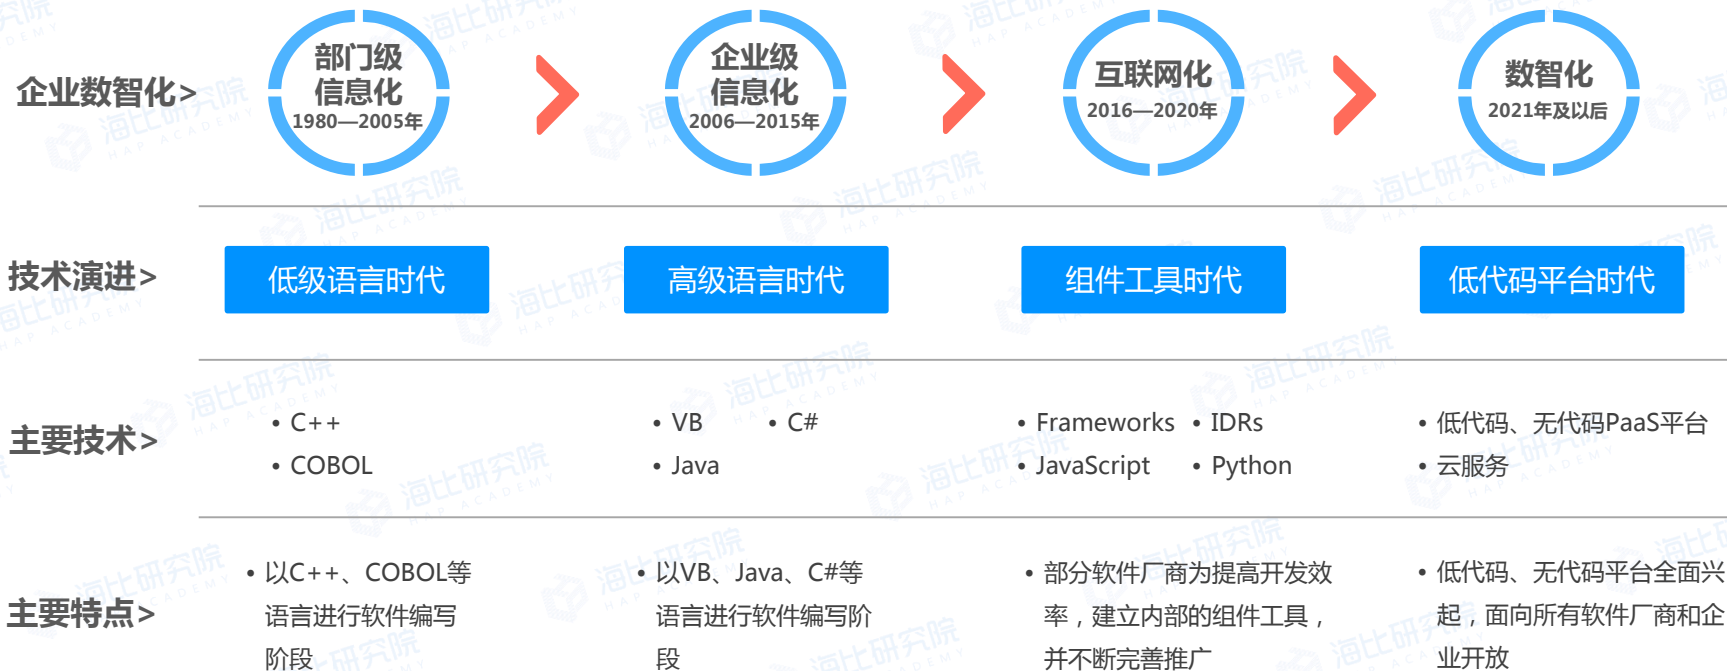 企业数智化>
部门级
信息化
1980—2005年
企业级
信息化
2006—2015年
互联网化
2016—2020年
数智化
2021年及以后
技术演进>
低级语言时代
高级语言时代
组件工具时代
低代码平台时代
主要技术>
• C++
• COBOL
• VB • C#
• Java
• Frameworks • IDRs
• JavaScript • Python
• 低代码、无代码PaaS平台
• 云服务
主要特点>
• 以C++、COBOL等
语言进行软件编写
阶段
• 以VB、Java、C#等
语言进行软件编写阶
段
• 部分软件厂商为提高开发效
率，建立内部的组件工具，
并不断完善推广
• 低代码、无代码平台全面兴
起，面向所有软件厂商和企
业开放
海比研究院
HAP ACADEMY